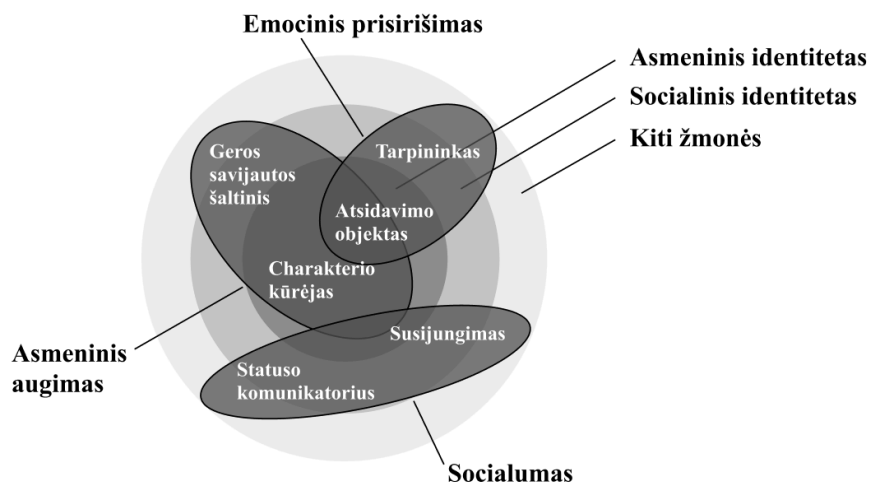 Emocinis prisirišimas
Asmeninis identitetas
Socialinis identitetas
Kiti žmonės
Geros
savijautos
šaltinis
Tarpininkas
Atsidavimo
objektas
Charakterio
kūrėjas
Susijungimas
Statuso
komunikatorius
Asmeninis
augimas
Socialumas